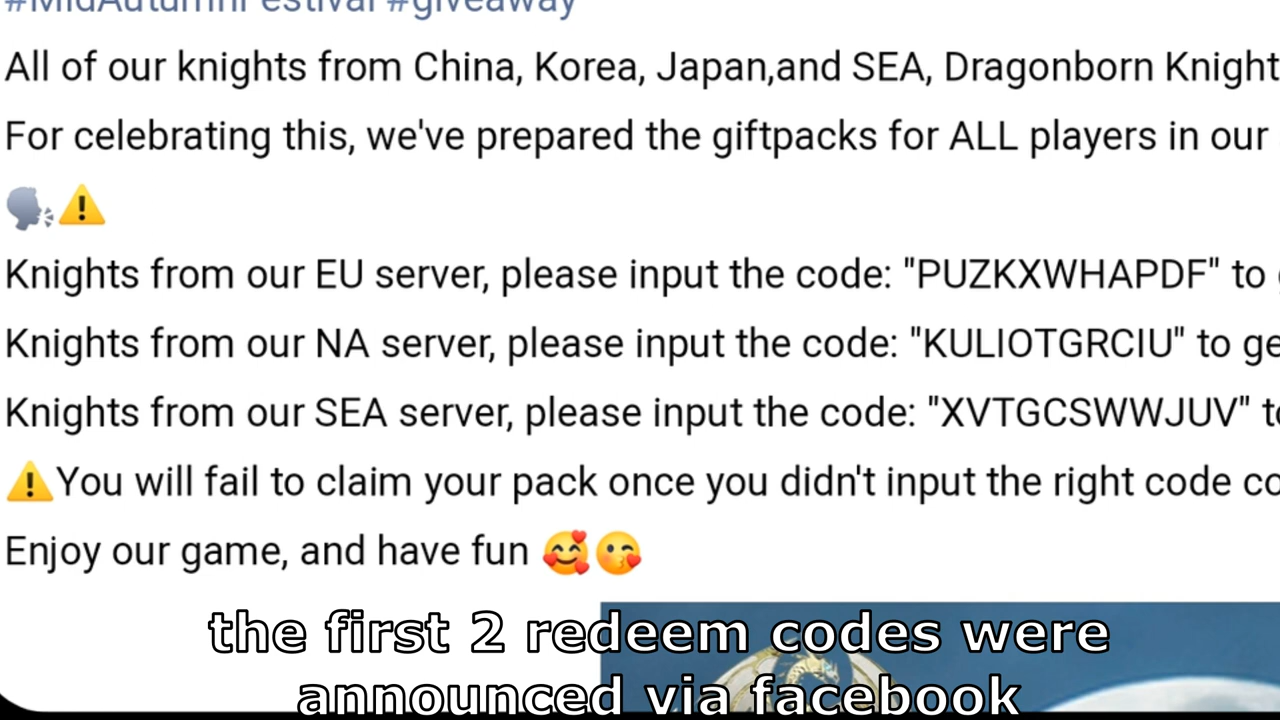 #MidAutumnFestival #giveaway
All of our knights from China, Korea, Japan,and SEA, Dragonborn Knight
For celebrating this, we've prepared the giftpacks for ALL players in our
🗣️⚠️
Knights from our EU server, please input the code: "PUZKXWHAPDF" to
Knights from our NA server, please input the code: "KULIOTGRCIU" to ge
Knights from our SEA server, please input the code: "XVTGCSWWJUV" to
⚠️You will fail to claim your pack once you didn't input the right code co
Enjoy our game, and have fun 🥰😘
the first 2 redeem codes were
announced via facebook